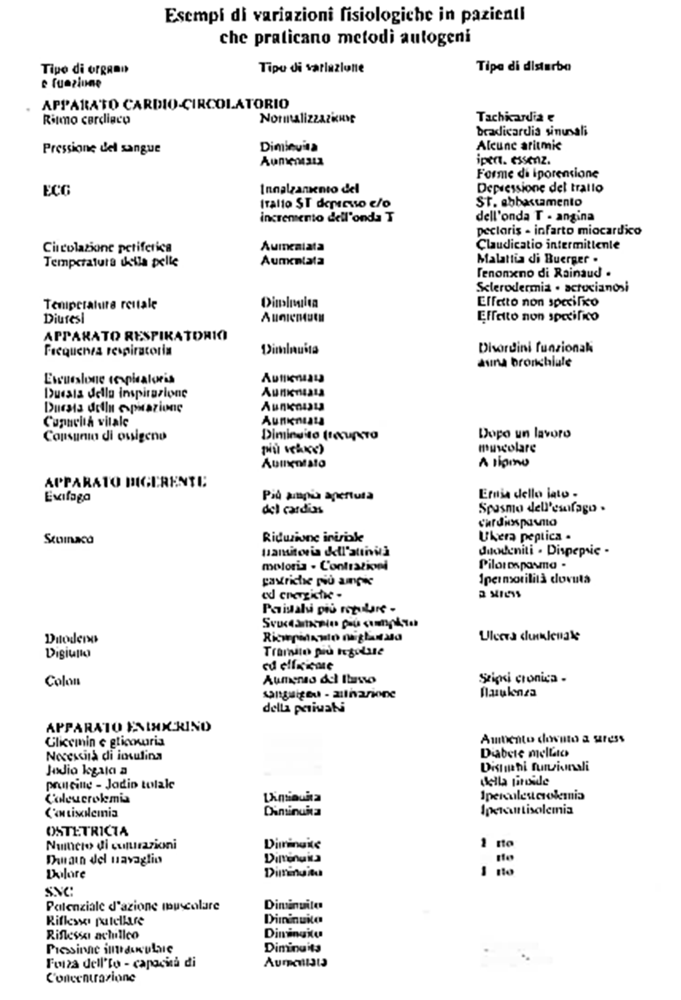 Esempi di variazioni fisiologiche in pazienti
che praticano metodi autogeni
Tipo di organo
e funzione
Tipo di variazione
Tipo di disturbo
APPARATO CARDIO-CIRCOLATORIO
Ritmo cardiaco Normalizzazione Tachicardia e
bradicardia sinusali
Pressione del sangue Diminuita Alcune aritmie
Aumentata ipert. essenz.
Forme di iporensione
ECG Innalzamento del Depressione del tratto
tratto ST depresso e/o ST, abbassamento
incremento dell'onda T dell'onda T - angina
pectoris - infarto miocardico
Circolazione periferica Aumentata Claudicatio intermittente
Temperatura della pelle Aumentata Malattia di Buerger -
fenomeno di Rainaud -
Sclerodermia - acrocianosi
Temperatura rettale Diminuita Effetto non specifico
Diuresi Aumentata Effetto non specifico
APPARATO RESPIRATORIO
Frequenza respiratoria Diminuita Disordini funzionali
asma bronchiale
Escursione respiratoria Aumentata
Durata della inspirazione Aumentata
Durata della espirazione Aumentata
Capacità vitale Aumentata
Consumo di ossigeno Diminuito (recupero Dopo un lavoro
più veloce) muscolare
Aumentato A riposo
APPARATO DIGERENTE
Esofago Più ampia apertura Ernia dello iato -
del cardias Spasmo dell'esofago -
cardiospasmo
Stomaco Riduzione iniziale Ulcera peptica -
transitoria dell'attività duodeniti - Dispepsie -
motoria - Contrazioni Pilorospasmo -
gastriche più ampie Ipermotilità dovuta
ed energiche - a stress
Peristalsi più regolare -
Svuotamento più completo
Duodeno Riempimento migliorato Ulcera duodenale
Digiuno Transito più regolare
ed efficiente
Colon Aumento del flusso Stipsi cronica -
sanguigno - attivazione flatulenza
della peristalsi
APPARATO ENDOCRINO
Glicemia e glicosuria Aumento dovuto a stress
Necessità di insulina Diabete mellito
Jodio legato a Disturbi funzionali
proteine - Jodio totale della tiroide
Colesterolemia Diminuita Ipercolesterolemia
Cortisolemia Diminuita Ipercortisolemia
OSTETRICIA
Numero di contrazioni Diminuite
Durata del travaglio Diminuita
Dolore Diminuito
SNC
Potenziale d'azione muscolare Diminuito
Riflesso patellare Diminuito
Riflesso achilleo Diminuito
Pressione intraoculare Diminuita
Forza dell'Io - capacità di Aumentata
Concentrazione